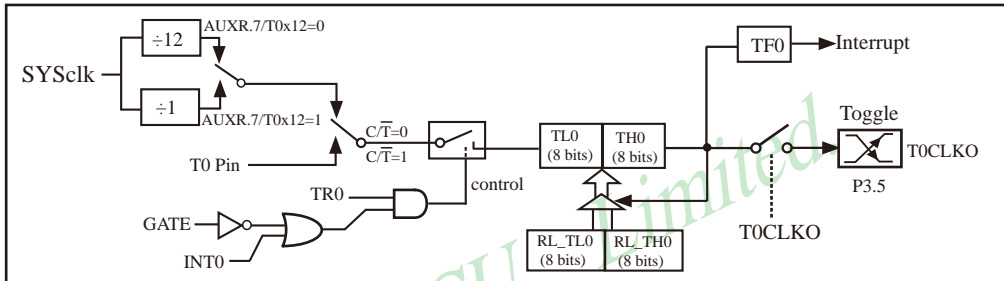 AUXR.7/T0x12=0
÷12
SYSclk
÷1
AUXR.7/T0x12=1
T0 Pin
C/T̅=0
C/T̅=1
TR0
control
GATE
INT0
TL0
(8 bits)
TH0
(8 bits)
RL_TL0
(8 bits)
RL_TH0
(8 bits)
TF0
Interrupt
Toggle
T0CLKO
P3.5
T0CLKO
Limited.